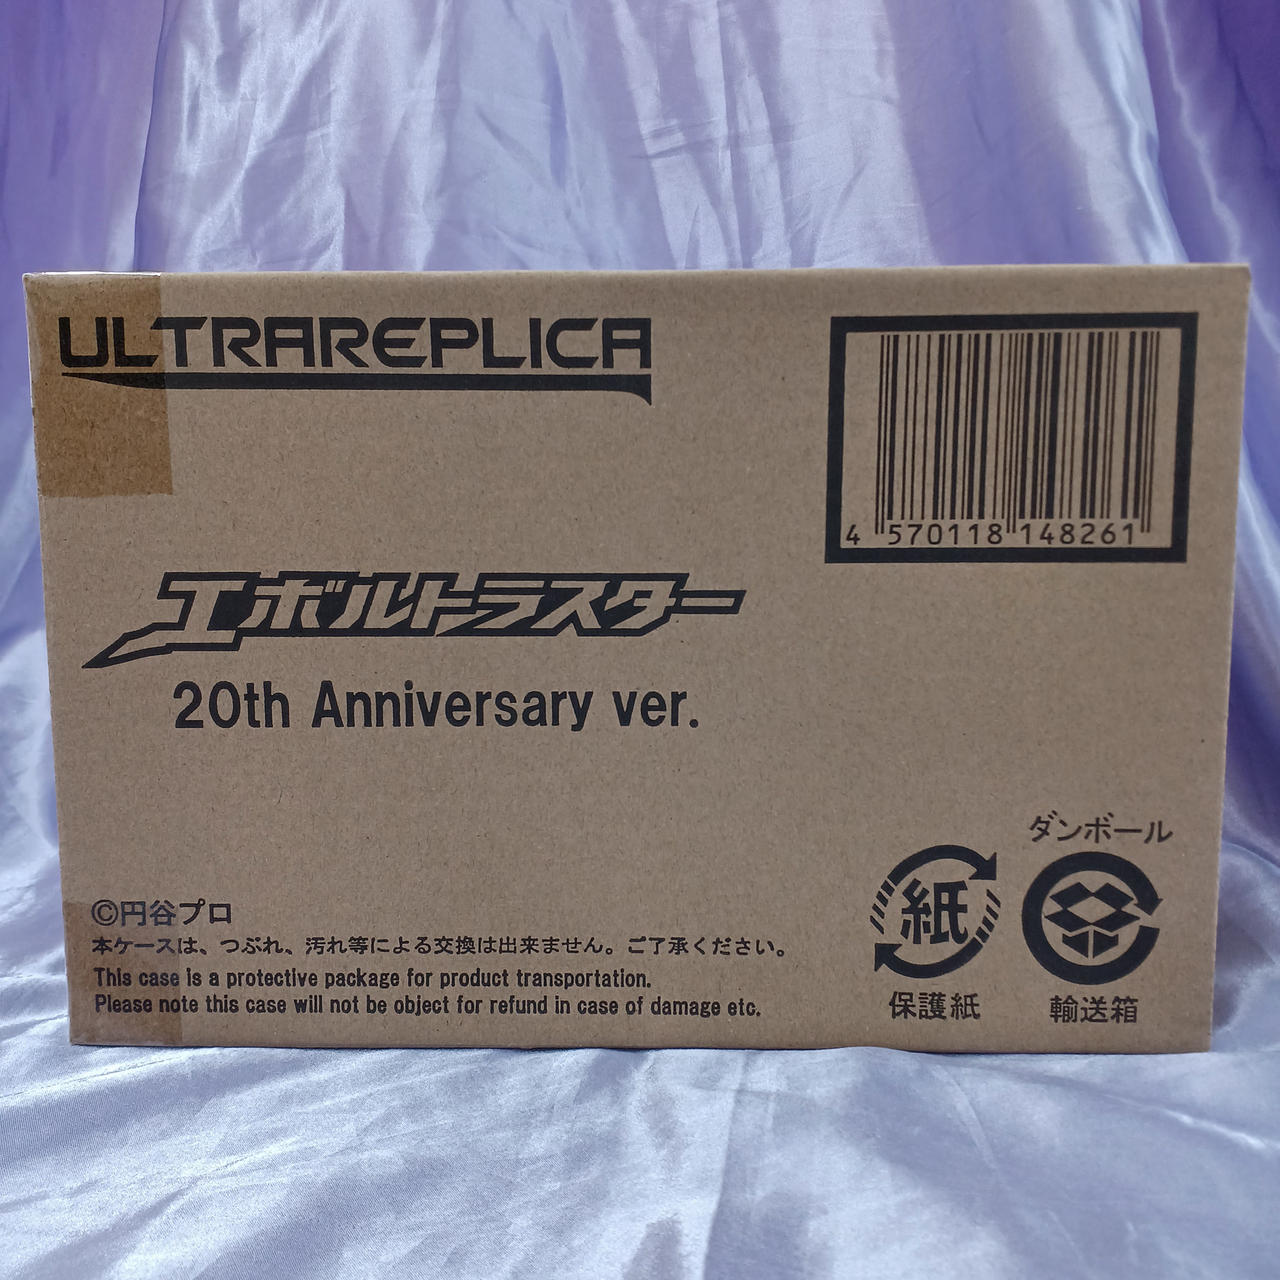 ULTRAREPLICA
4 570118 148261
エボルトラスター
20th Anniversary ver.
ダンボール
紙
保護紙
輸送箱
©円谷プロ
本ケースは、つぶれ、汚れ等による交換は出来ません。ご了承ください。
This case is a protective package for product transportation.
Please note this case will not be object for refund in case of damage etc.